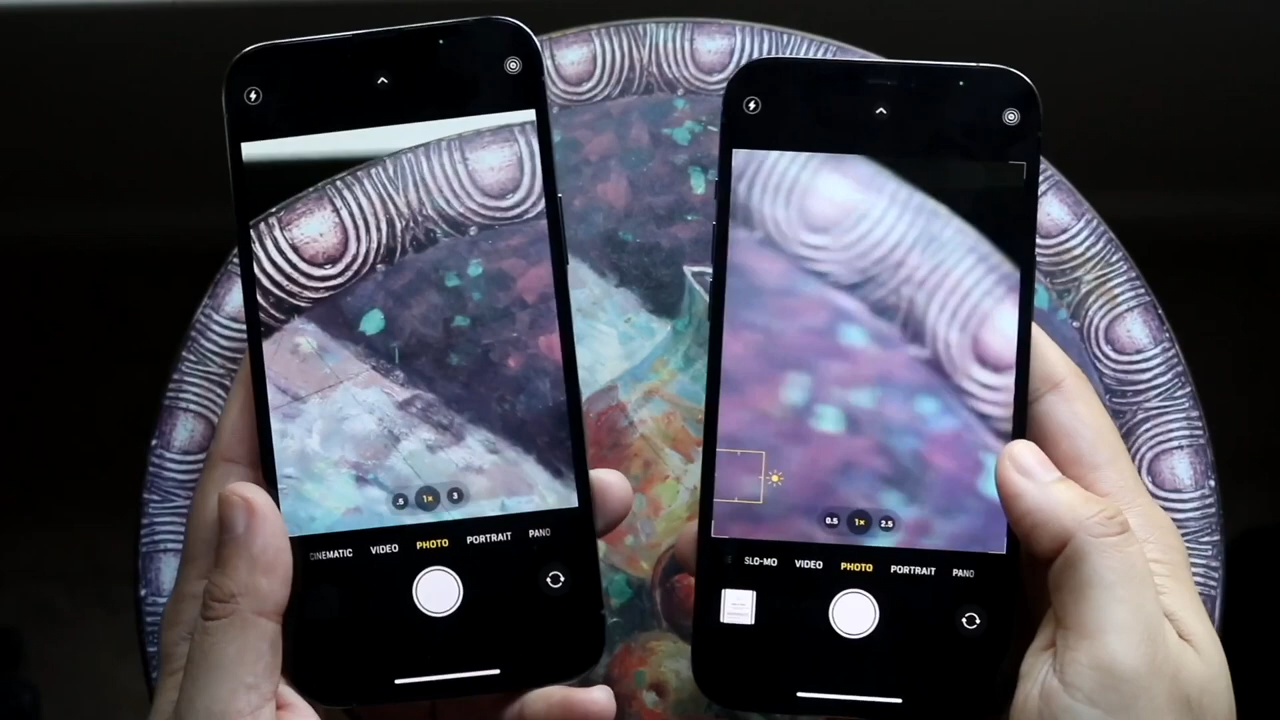 .5 1× 3
CINEMATIC VIDEO PHOTO PORTRAIT PANO
0.5 1× 2.5
SLO-MO VIDEO PHOTO PORTRAIT PANO